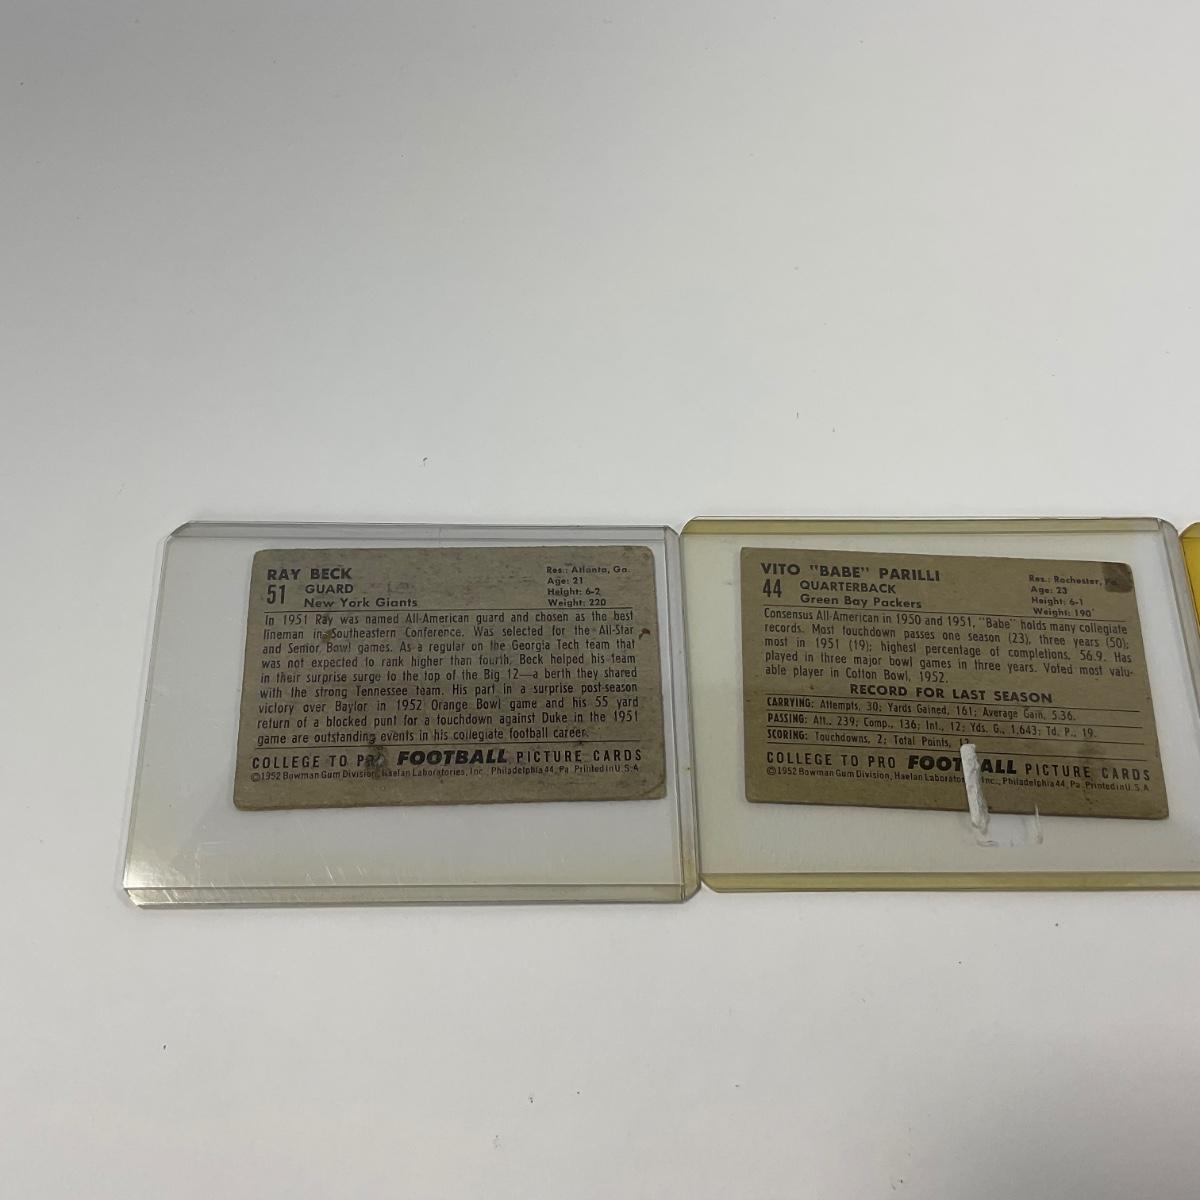 RAY BECK
51
GUARD
New York Giants
Res.: Atlanta, Ga.
Age: 21
Height: 6-2
Weight: 220
In 1951 Ray was named All-American guard and chosen as the best
lineman in Southeastern Conference. Was selected for the All-Star
and Senior Bowl games. As a regular on the Georgia Tech team that
was not expected to rank higher than fourth, Beck helped his team
in their surprise surge to the top of the Big 12—a berth they shared
with the strong Tennessee team. His part in a surprise post-season
victory over Baylor in 1952 Orange Bowl game and his 55 yard
return of a blocked punt for a touchdown against Duke in the 1951
game are outstanding events in his collegiate football career.
COLLEGE TO PRO FOOTBALL PICTURE CARDS
©1952 Bowman Gum Division, Haelan Laboratories, Inc., Philadelphia 44, Pa. Printed in U.S.A.
VITO "BABE" PARILLI
44
QUARTERBACK
Green Bay Packers
Res.: Rochester, Pa.
Age: 23
Height: 6-1
Weight: 190
Consensus All-American in 1950 and 1951, "Babe" holds many collegiate
records. Most touchdown passes one season (23), three years (50);
most in 1951 (19); highest percentage of completions, 56.9. Has
played in three major bowl games in three years. Voted most valu-
able player in Cotton Bowl, 1952.
RECORD FOR LAST SEASON
CARRYING: Attempts, 30; Yards Gained, 161; Average Gain, 5.36.
PASSING: Att., 239; Comp., 136; Int., 12; Yds. G., 1,643; Td. P., 19.
SCORING: Touchdowns, 2; Total Points,
COLLEGE TO PRO FOOTBALL PICTURE CARDS
©1952 Bowman Gum Division, Haelan Laborator Inc., Philadelphia 44, Pa. Printed in U.S.A.